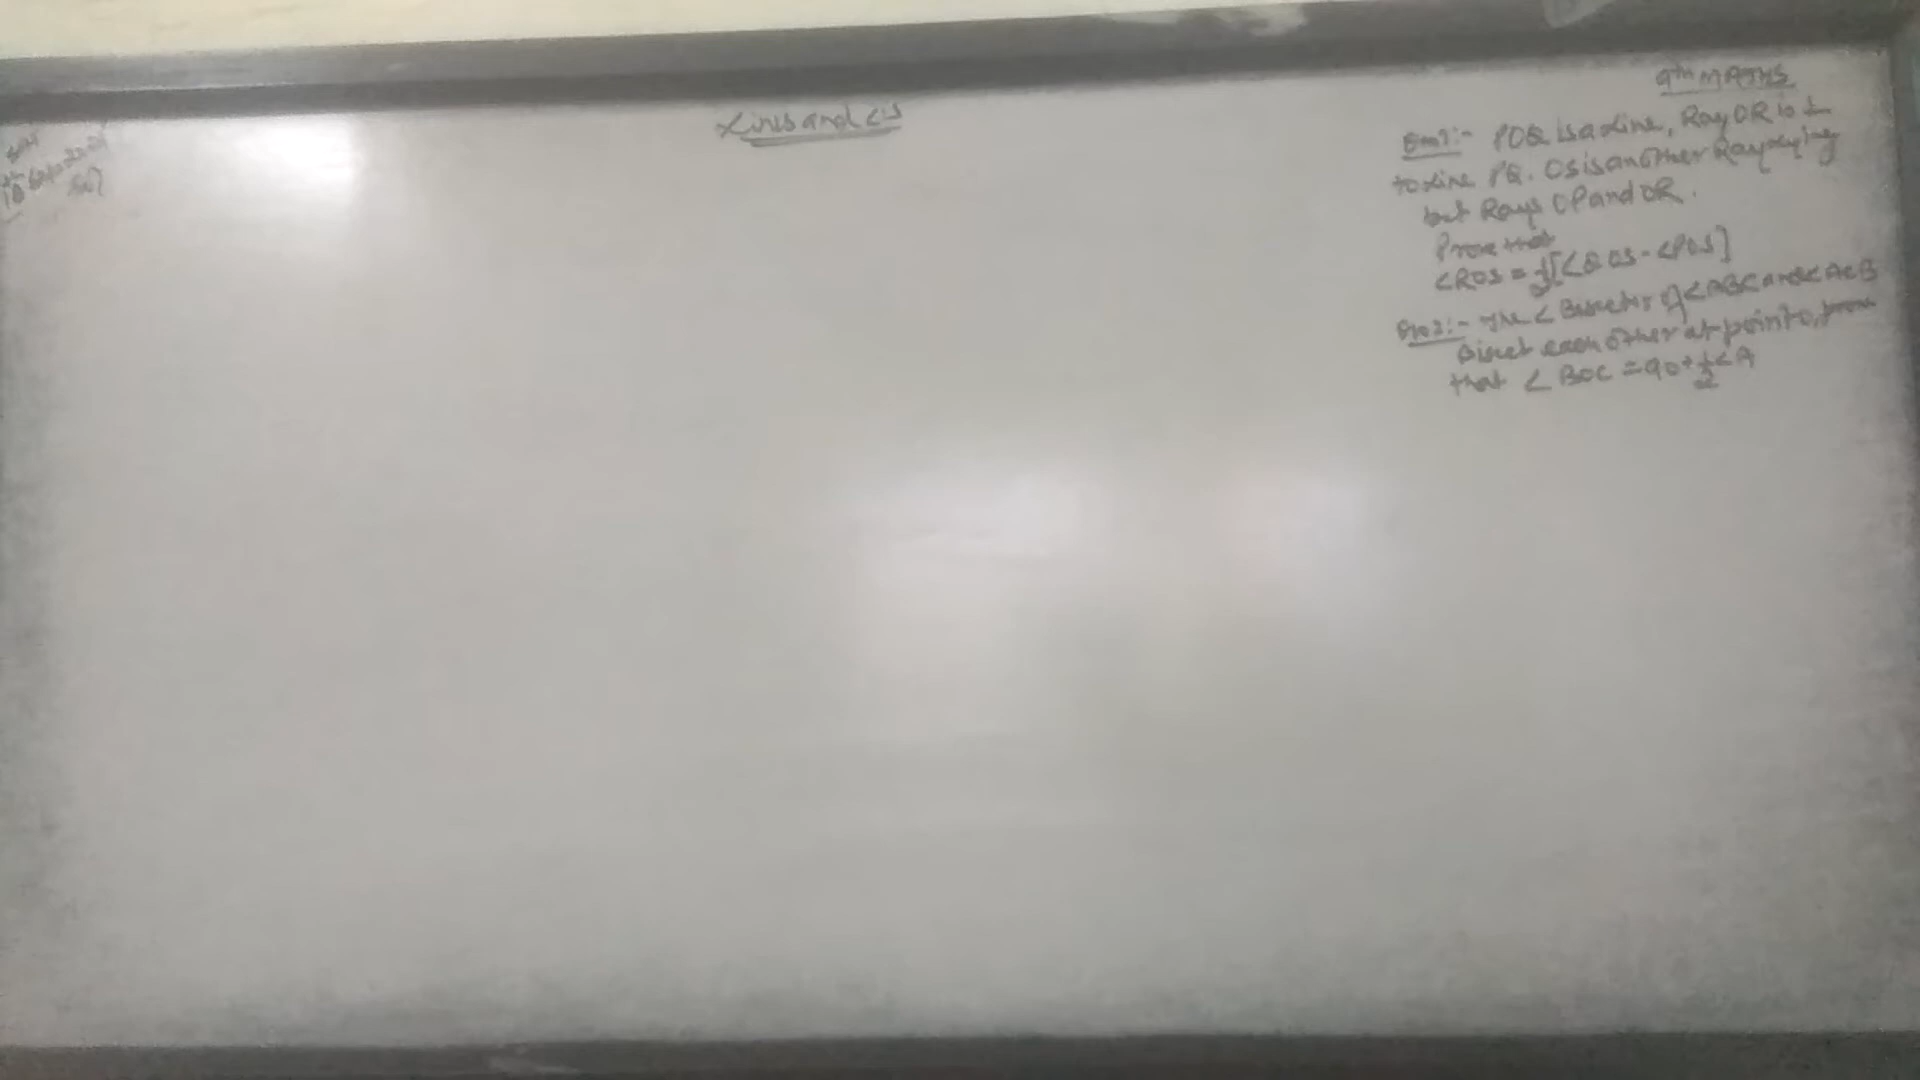 Lines and <'s
9th MATHS
POQ is a line, Ray OR is ⊥
to line PQ. OS is another Ray lying
bet Rays OP and OR.
Prove that
<ROS = 1/2[<QOS - <POS]
The < Bisectors of <ABC and <ACB
Bisect each other at point O, prove
that < BOC = 90 + 1/2 <A